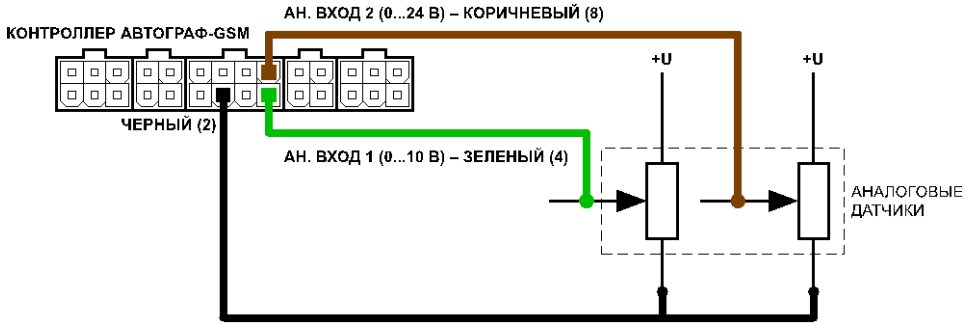 АН. ВХОД 2 (0...24 В) – КОРИЧНЕВЫЙ (8)
КОНТРОЛЛЕР АВТОГРАФ-GSM
+U
+U
ЧЕРНЫЙ (2)
АН. ВХОД 1 (0...10 В) – ЗЕЛЕНЫЙ (4)
АНАЛОГОВЫЕ
ДАТЧИКИ